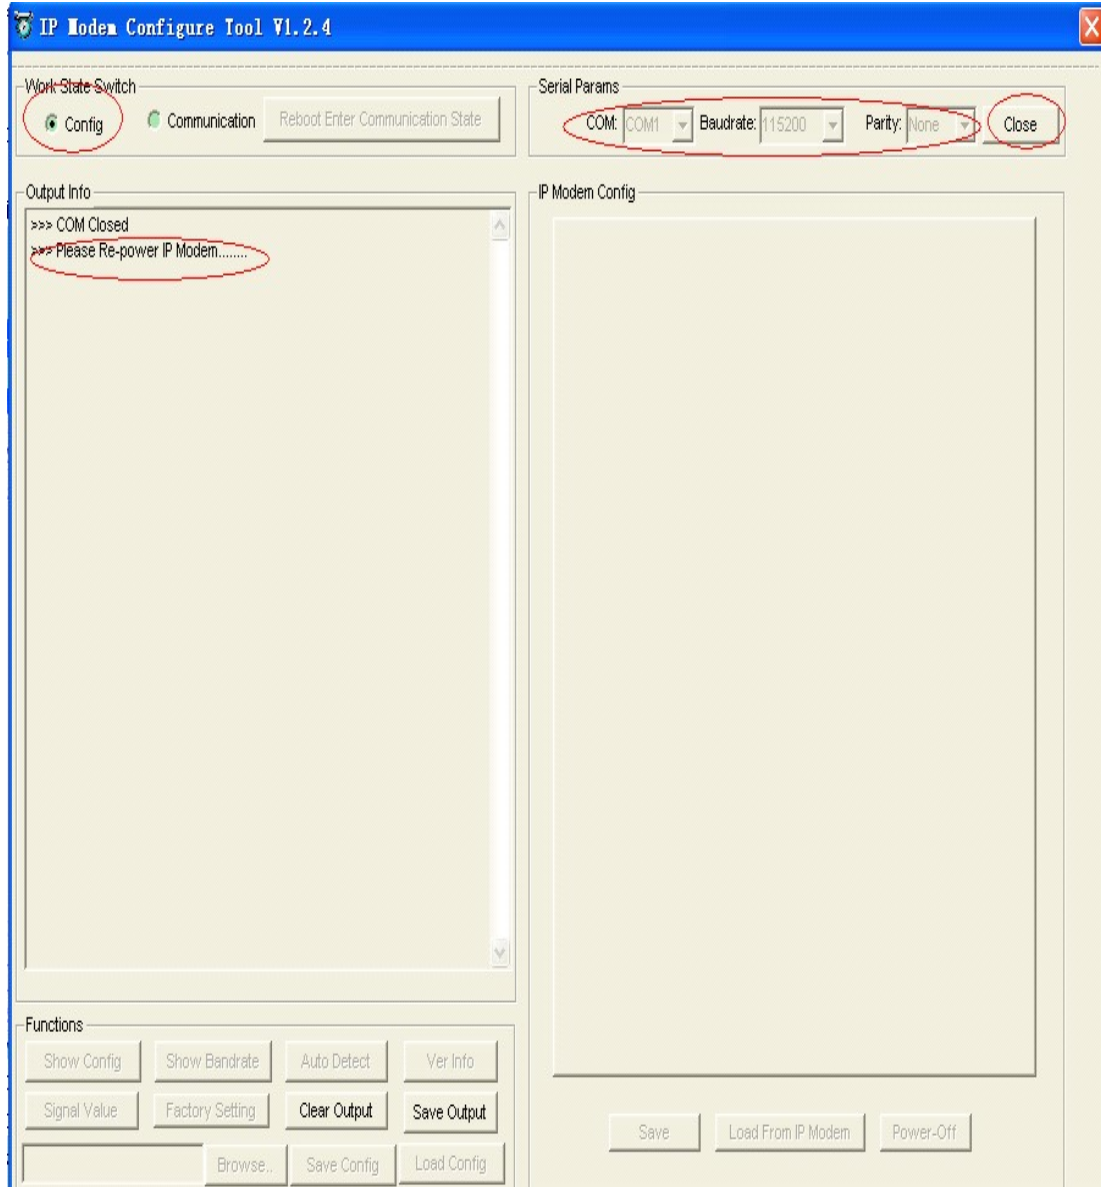 IP Modem Configure Tool V1.2.4
Work State Switch
Config
Communication
Reboot Enter Communication State
Serial Params
COM: COM1
Baudrate: 115200
Parity: None
Close
Output Info
>>> COM Closed
>>> Please Re-power IP Modem........
IP Modem Config
Functions
Show Config
Show Bandrate
Auto Detect
Ver Info
Signal Value
Factory Setting
Clear Output
Save Output
Browse..
Save Config
Load Config
Save
Load From IP Modem
Power-Off